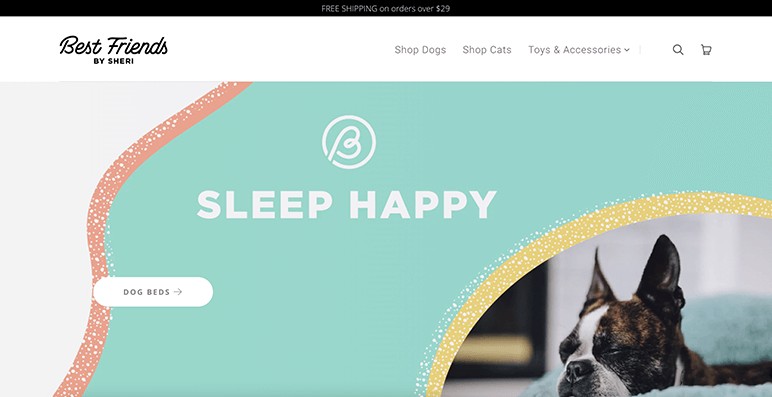 FREE SHIPPING on orders over $29
Best Friends
BY SHERI
Shop Dogs Shop Cats Toys & Accessories
B
SLEEP HAPPY
DOG BEDS →